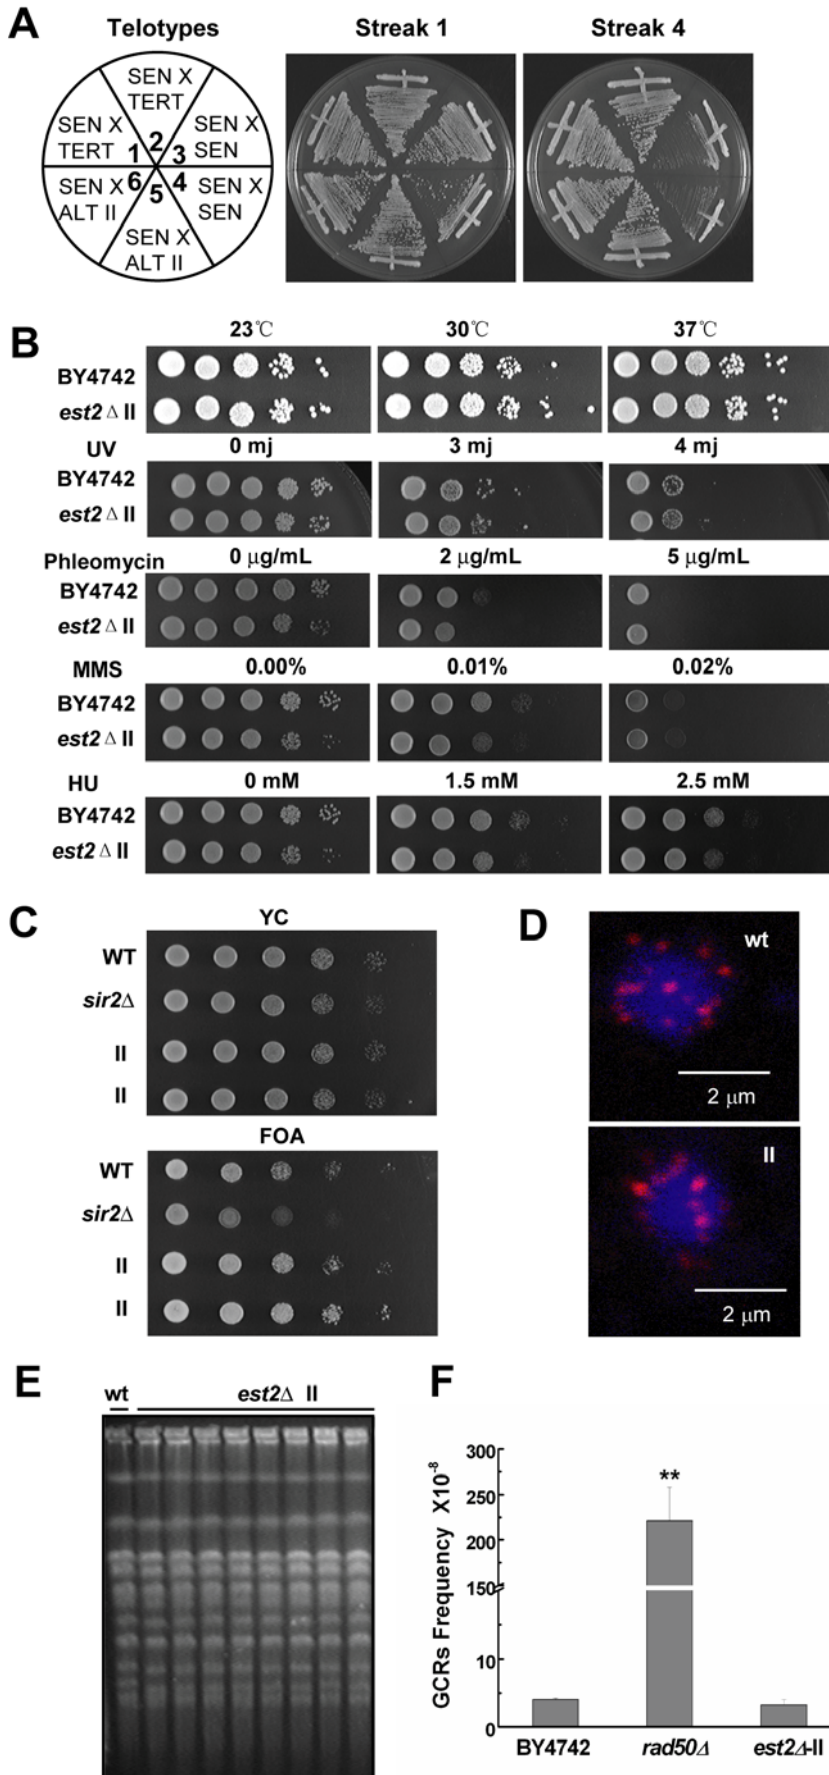 A
Telotypes
Streak 1
Streak 4
SEN X
TERT
SEN X
TERT
SEN X
SEN
1 2 3
6 5 4
SEN X
ALT II
SEN X
SEN
SEN X
ALT II
B
23℃
30℃
37℃
BY4742
est2Δ II
UV
0 mj
3 mj
4 mj
BY4742
est2Δ II
Phleomycin
0 μg/mL
2 μg/mL
5 μg/mL
BY4742
est2Δ II
MMS
0.00%
0.01%
0.02%
BY4742
est2Δ II
HU
0 mM
1.5 mM
2.5 mM
BY4742
est2Δ II
C
YC
WT
sir2Δ
II
II
FOA
WT
sir2Δ
II
II
D
wt
2 μm
II
2 μm
E
wt
est2Δ II
F
GCRs Frequency X10-8
300
250
200
150
10
0
**
BY4742
rad50Δ
est2Δ-II